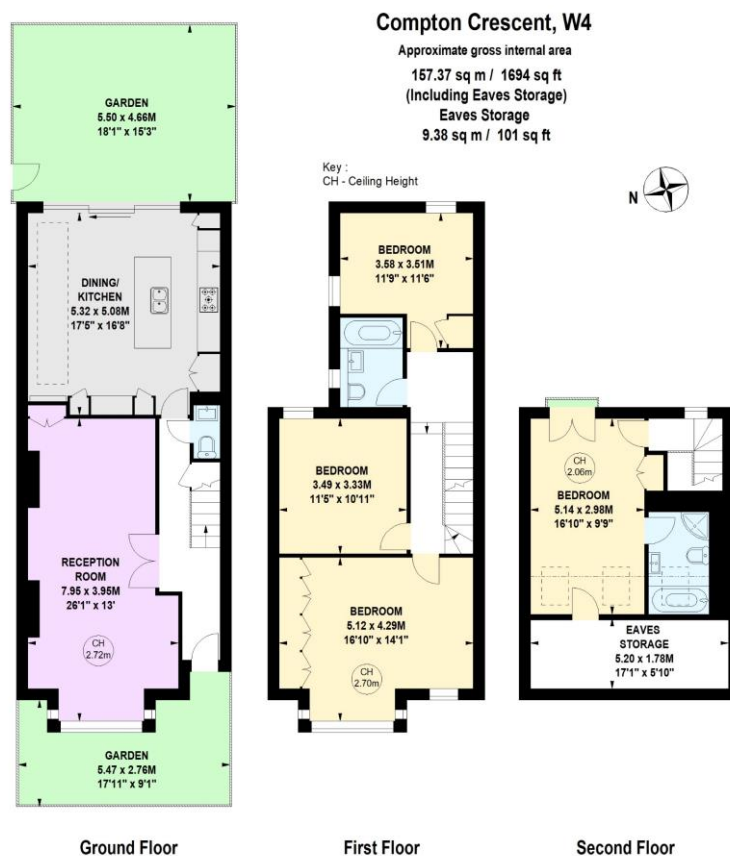 Compton Crescent, W4
Approximate gross internal area
157.37 sq m / 1694 sq ft
(Including Eaves Storage)
Eaves Storage
9.38 sq m / 101 sq ft
Key :
CH - Ceiling Height
N
GARDEN
5.50 x 4.66M
18'1" x 15'3"
DINING/
KITCHEN
5.32 x 5.08M
17'5" x 16'8"
RECEPTION
ROOM
7.95 x 3.95M
26'1" x 13'
CH
2.72m
GARDEN
5.47 x 2.76M
17'11" x 9'1"
Ground Floor
BEDROOM
3.58 x 3.51M
11'9" x 11'6"
BEDROOM
3.49 x 3.33M
11'5" x 10'11"
BEDROOM
5.12 x 4.29M
16'10" x 14'1"
CH
2.70m
First Floor
CH
2.06m
BEDROOM
5.14 x 2.98M
16'10" x 9'9"
EAVES
STORAGE
5.20 x 1.78M
17'1" x 5'10"
Second Floor